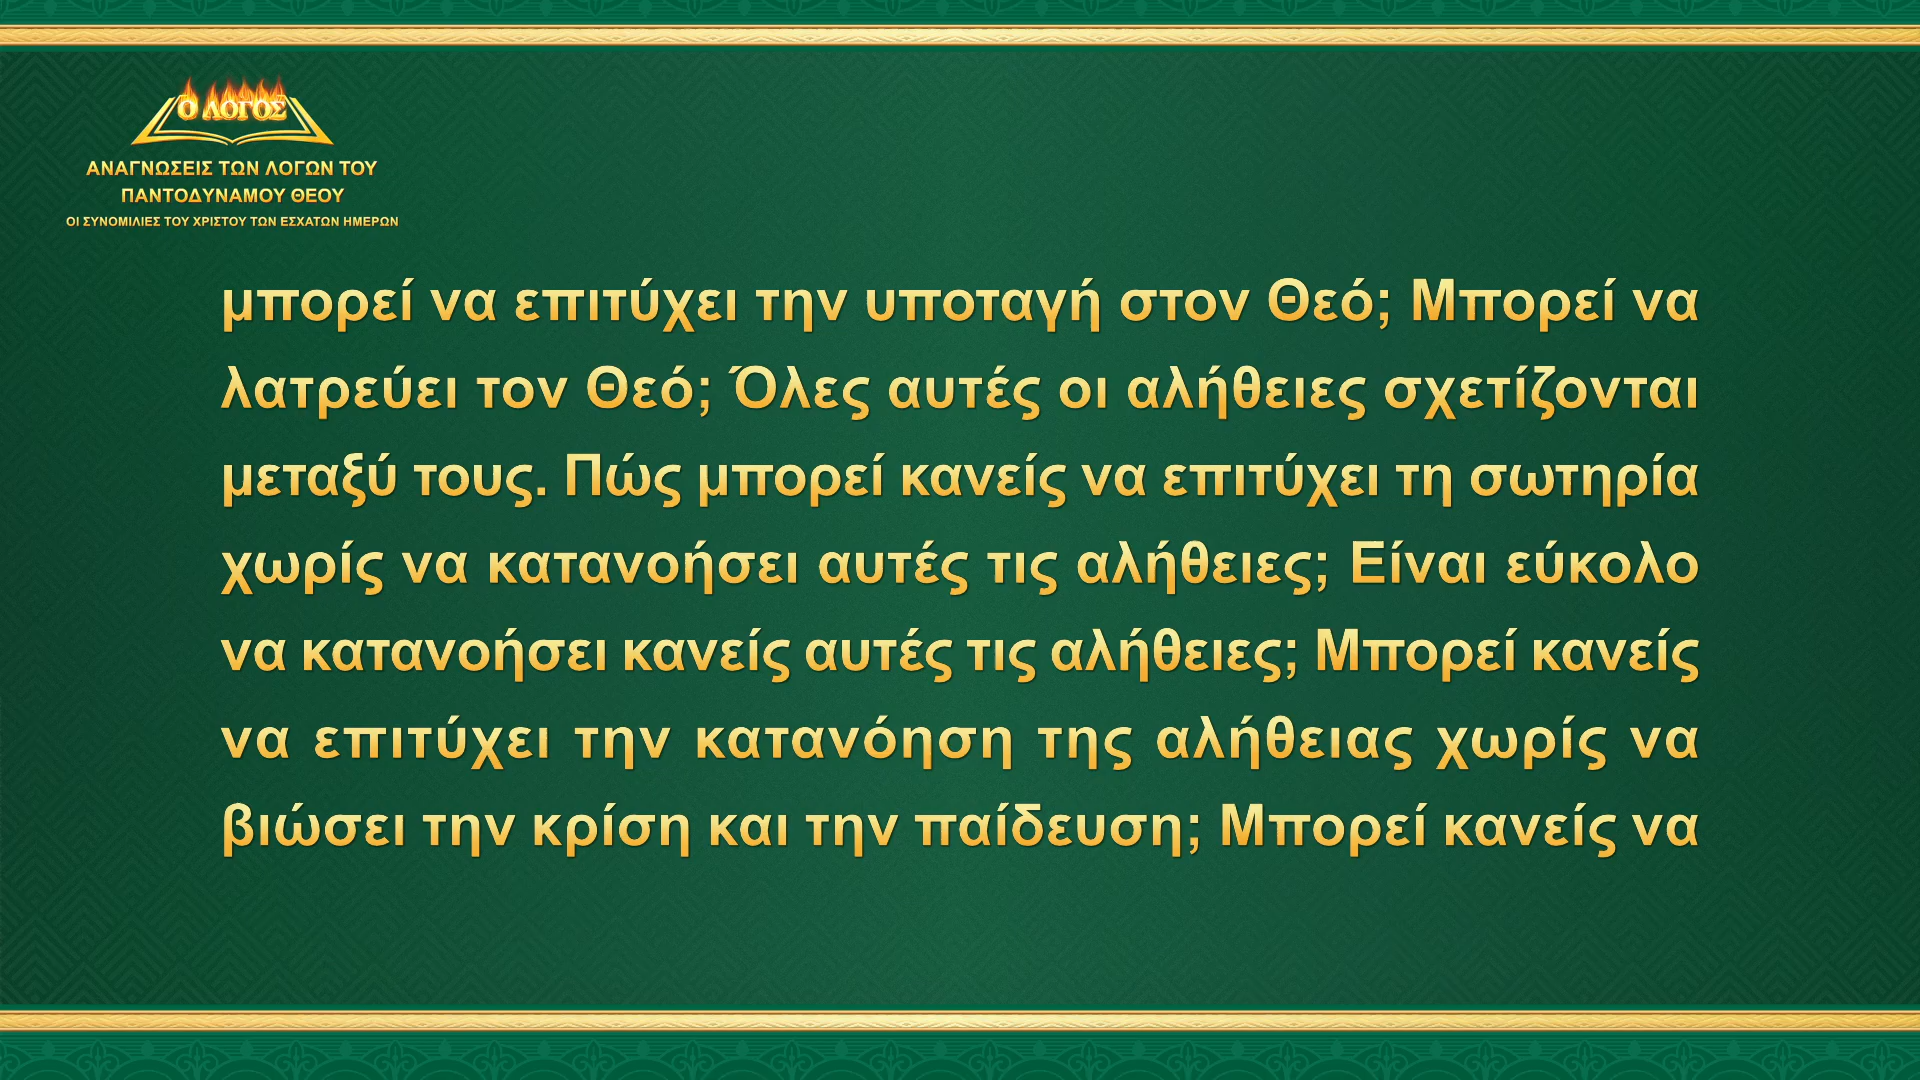 Ο ΛΟΓΟΣ
ΑΝΑΓΝΩΣΕΙΣ ΤΩΝ ΛΟΓΩΝ ΤΟΥ
ΠΑΝΤΟΔΥΝΑΜΟΥ ΘΕΟΥ
ΟΙ ΣΥΝΟΜΙΛΙΕΣ ΤΟΥ ΧΡΙΣΤΟΥ ΤΩΝ ΕΣΧΑΤΩΝ ΗΜΕΡΩΝ
μπορεί να επιτύχει την υποταγή στον Θεό; Μπορεί να
λατρεύει τον Θεό; Όλες αυτές οι αλήθειες σχετίζονται
μεταξύ τους. Πώς μπορεί κανείς να επιτύχει τη σωτηρία
χωρίς να κατανοήσει αυτές τις αλήθειες; Είναι εύκολο
να κατανοήσει κανείς αυτές τις αλήθειες; Μπορεί κανείς
να επιτύχει την κατανόηση της αλήθειας χωρίς να
βιώσει την κρίση και την παίδευση; Μπορεί κανείς να